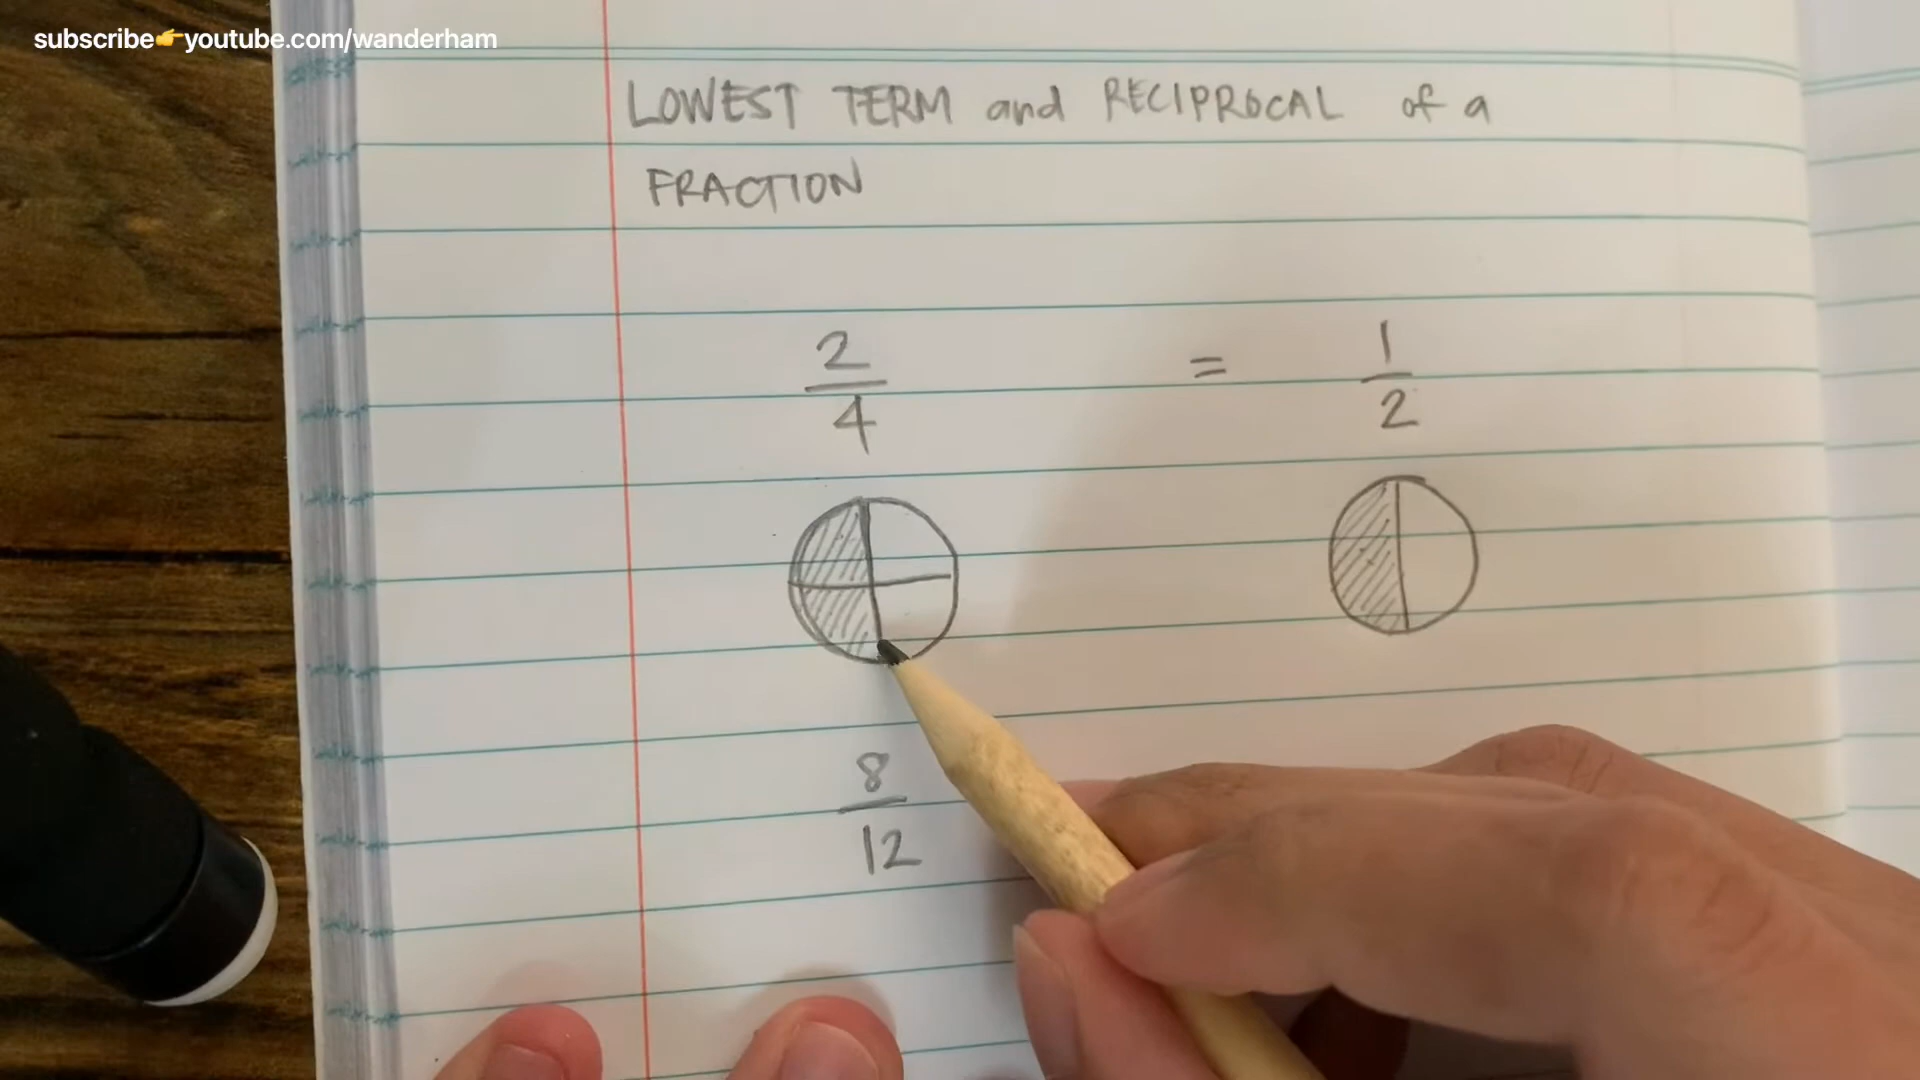 subscribe👉youtube.com/wanderham
LOWEST TERM and RECIPROCAL of a
FRACTION
2/4 = 1/2
8/12